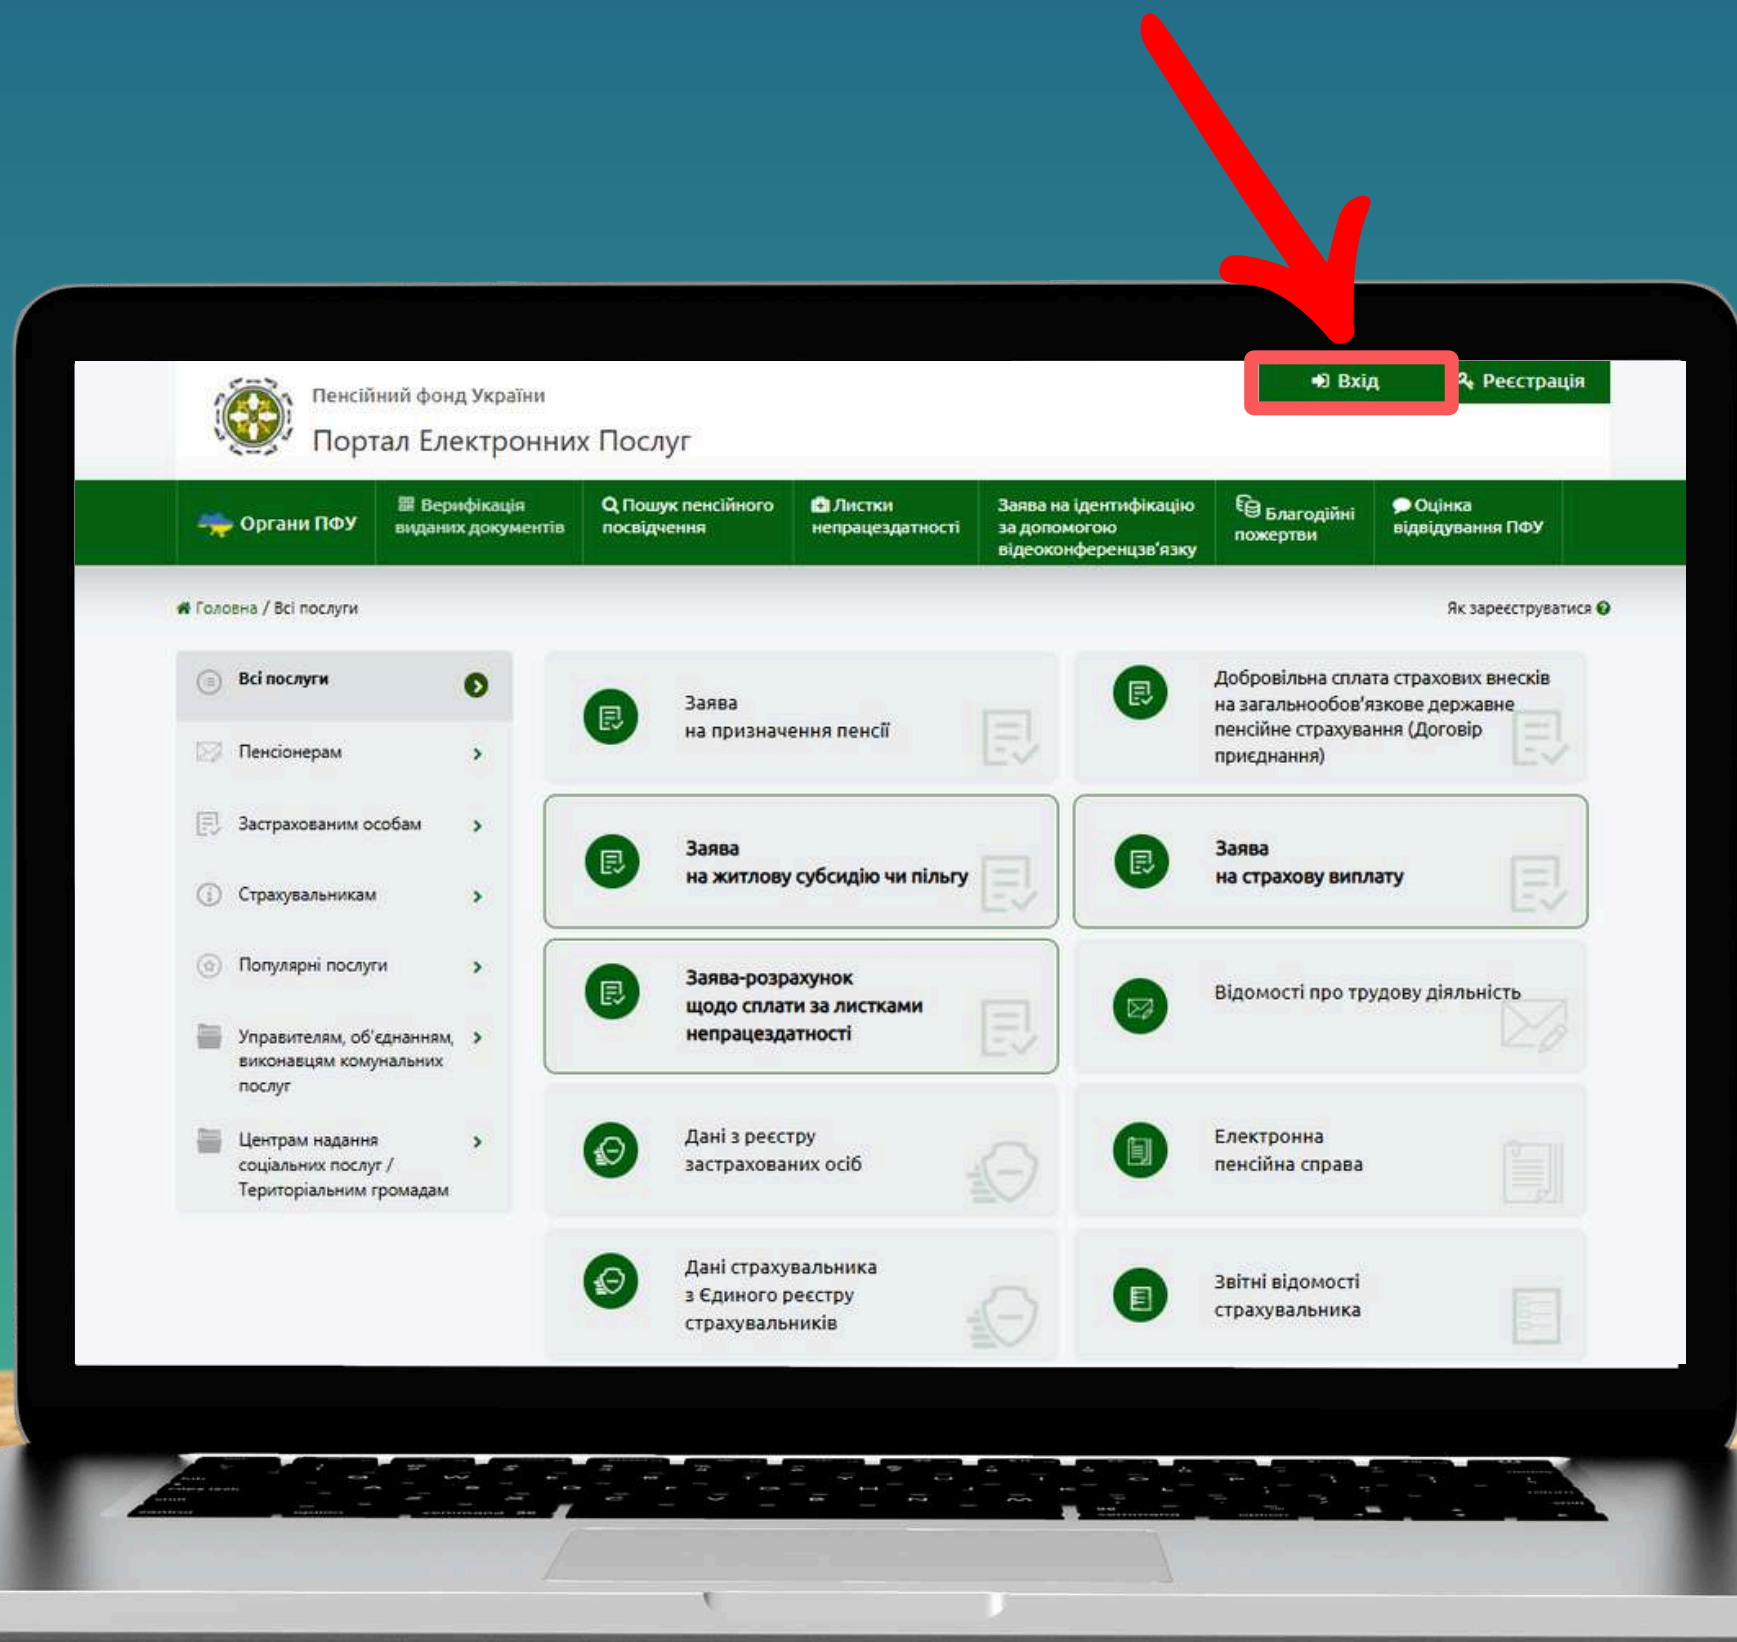 Вхід
Реєстрація
Пенсійний фонд України
Портал Електронних Послуг
Органи ПФУ
Верифікація
виданих документів
Пошук пенсійного
посвідчення
Листки
непрацездатності
Заява на ідентифікацію
за допомогою
відеоконференцзв'язку
Благодійні
пожертви
Оцінка
відвідування ПФУ
Головна / Всі послуги
Як зареєструватися
Всі послуги
Пенсіонерам
Застрахованим особам
Страхувальникам
Популярні послуги
Управителям, об'єднанням,
виконавцям комунальних
послуг
Центрам надання
соціальних послуг /
Територіальним громадам
Заява
на призначення пенсії
Добровільна сплата страхових внесків
на загальнообов'язкове державне
пенсійне страхування (Договір
приєднання)
Заява
на житлову субсидію чи пільгу
Заява
на страхову виплату
Заява-розрахунок
щодо сплати за листками
непрацездатності
Відомості про трудову діяльність
Дані з реєстру
застрахованих осіб
Електронна
пенсійна справа
Дані страхувальника
з Єдиного реєстру
страхувальників
Звітні відомості
страхувальника